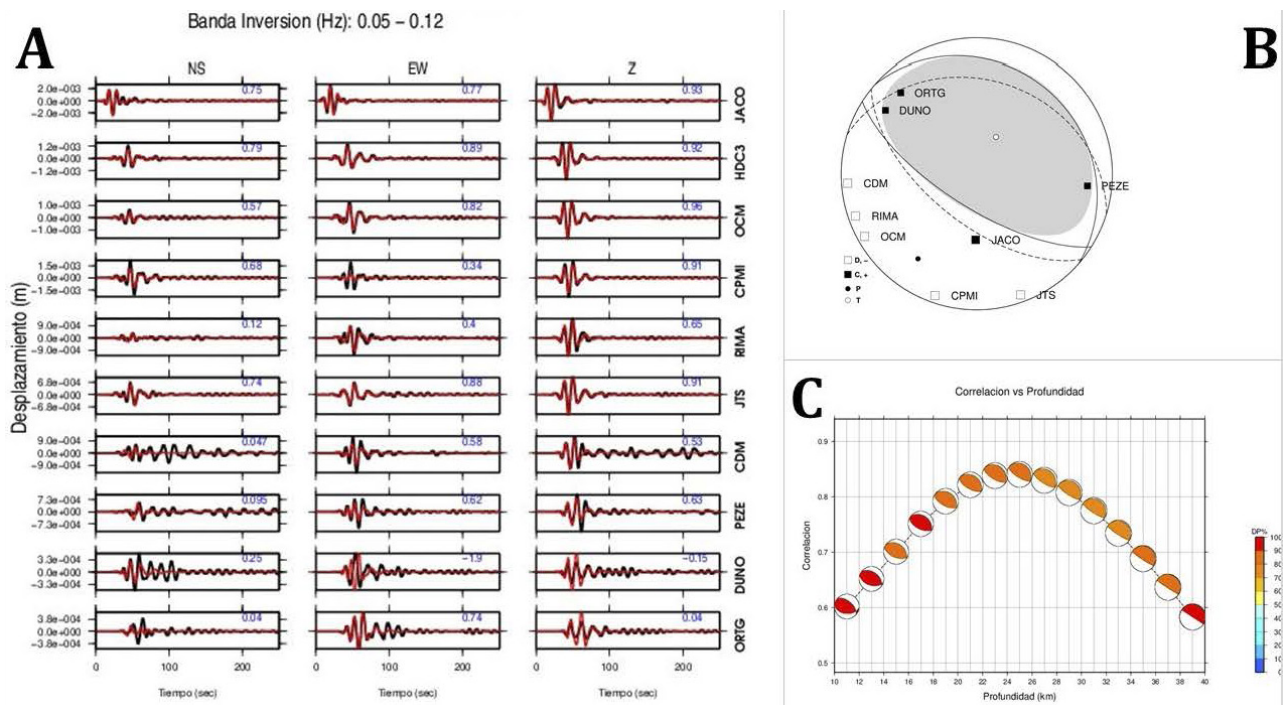 Banda Inversion (Hz): 0.05 – 0.12
A
NS
EW
Z
Desplazamiento (m)
2.0e-003
0.0e+000
-2.0e-003
0.75
0.77
0.93
JACO
1.2e-003
0.0e+000
-1.2e-003
0.79
0.89
0.92
HDC3
1.0e-003
0.0e+000
-1.0e-003
0.57
0.82
0.96
OCM
1.5e-003
0.0e+000
-1.5e-003
0.68
0.34
0.91
CPMI
9.0e-004
0.0e+000
-9.0e-004
0.12
0.4
0.65
RIMA
6.8e-004
0.0e+000
-6.8e-004
0.74
0.88
0.91
JTS
9.0e-004
0.0e+000
-9.0e-004
0.047
0.58
0.53
CDM
7.3e-004
0.0e+000
-7.3e-004
0.095
0.62
0.63
PEZE
3.3e-004
0.0e+000
-3.3e-004
0.25
-1.9
-0.15
DUNO
3.8e-004
0.0e+000
-3.8e-004
0.04
0.74
0.04
ORTG
0 100 200
0 100 200
0 100 200
Tiempo (sec)
Tiempo (sec)
Tiempo (sec)
B
ORTG
DUNO
CDM
PEZE
RIMA
OCM
JACO
D, -
C, +
P
T
CPMI
JTS
C
Correlacion vs Profundidad
Correlacion
0.9
0.8
0.7
0.6
0.5
10 11 12 13 14 15 16 17 18 19 20 21 22 23 24 25 26 27 28 29 30 31 32 33 34 35 36 37 38 39 40
Profundidad (km)
DP%
100
90
80
70
60
50
40
30
20
10
0